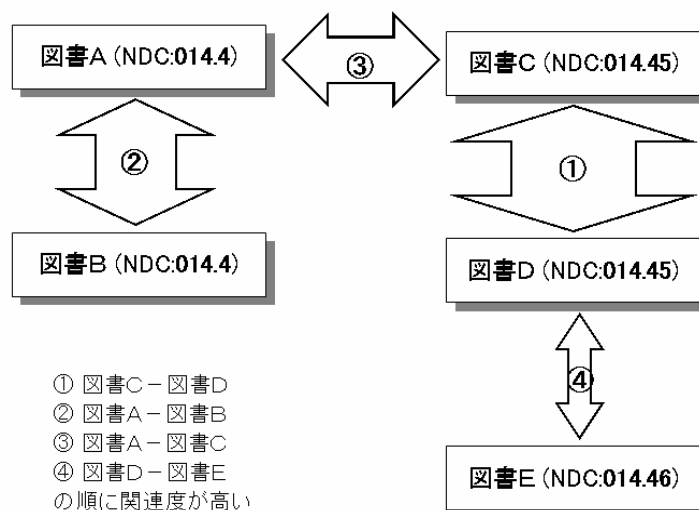 図書A (NDC:014.4)
③
図書C (NDC:014.45)
②
①
図書B (NDC:014.4)
図書D (NDC:014.45)
④
図書E (NDC:014.46)
① 図書C－図書D
② 図書A－図書B
③ 図書A－図書C
④ 図書D－図書E
の順に関連度が高い